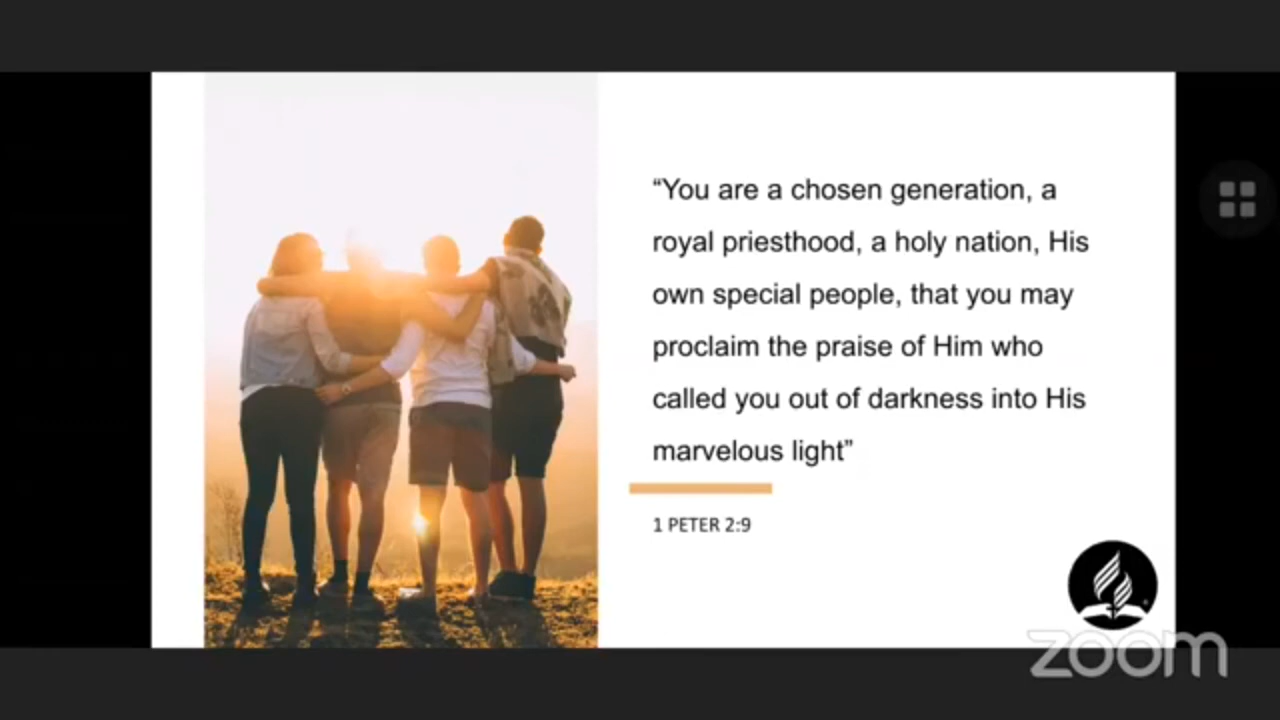 “You are a chosen generation, a
royal priesthood, a holy nation, His
own special people, that you may
proclaim the praise of Him who
called you out of darkness into His
marvelous light”
1 PETER 2:9
zoom